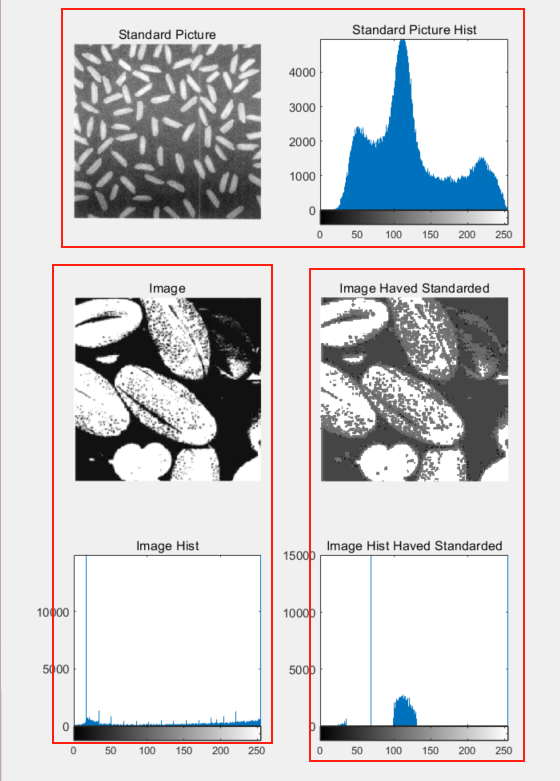 Standard Picture
Standard Picture Hist
4000
3000
2000
1000
0
0 50 100 150 200 250
Image
Image Haved Standarded
Image Hist
Image Hist Haved Standarded
10000
5000
0
0 50 100 150 200 250
15000
10000
5000
0
0 50 100 150 200 250